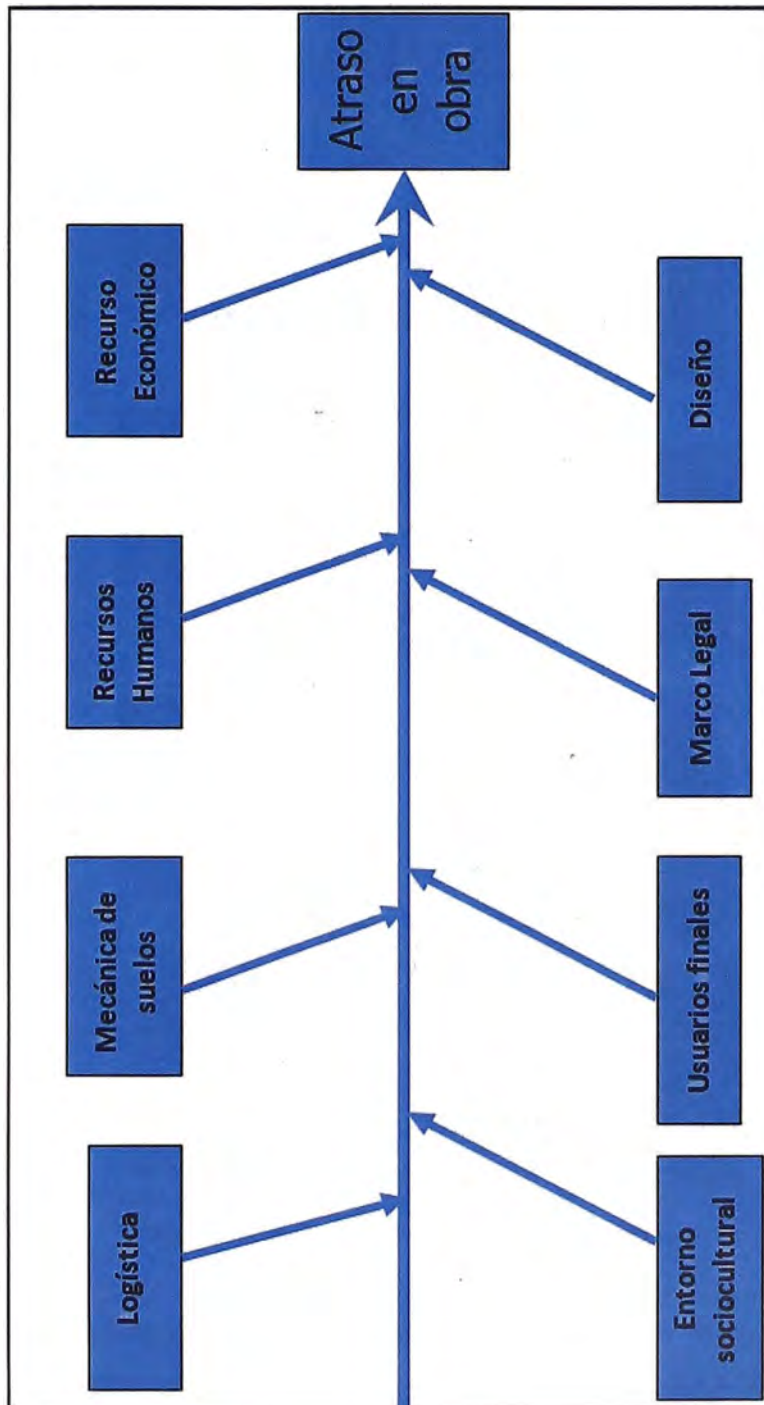 Logística
Mecánica de
suelos
Recursos
Humanos
Recurso
Económico
Atraso
en
obra
Entorno
sociocultural
Usuarios finales
Marco Legal
Diseño